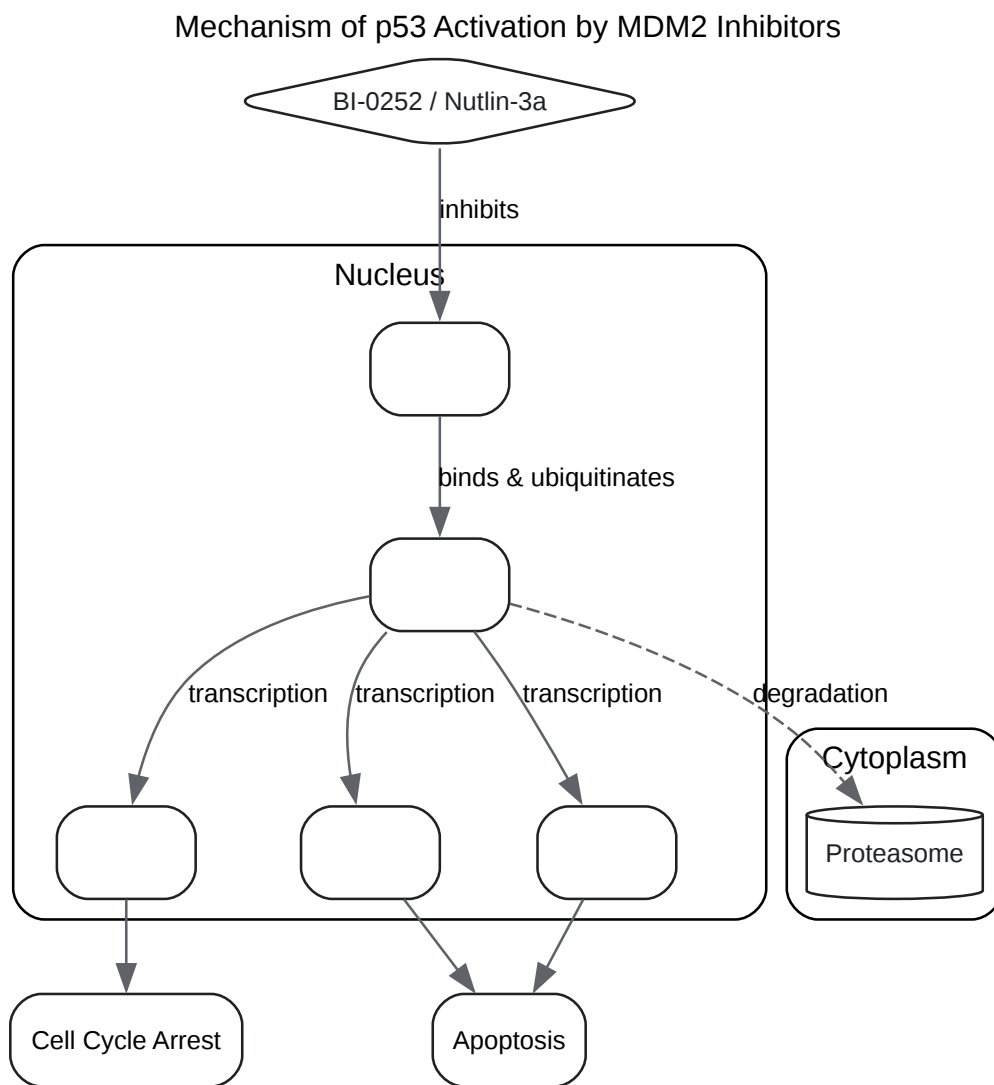 Mechanism of p53 Activation by MDM2 Inhibitors
BI-0252 / Nutlin-3a
inhibits
Nucleus
binds & ubiquitinates
transcription
transcription
transcription
degradation
Cytoplasm
Proteasome
Cell Cycle Arrest
Apoptosis